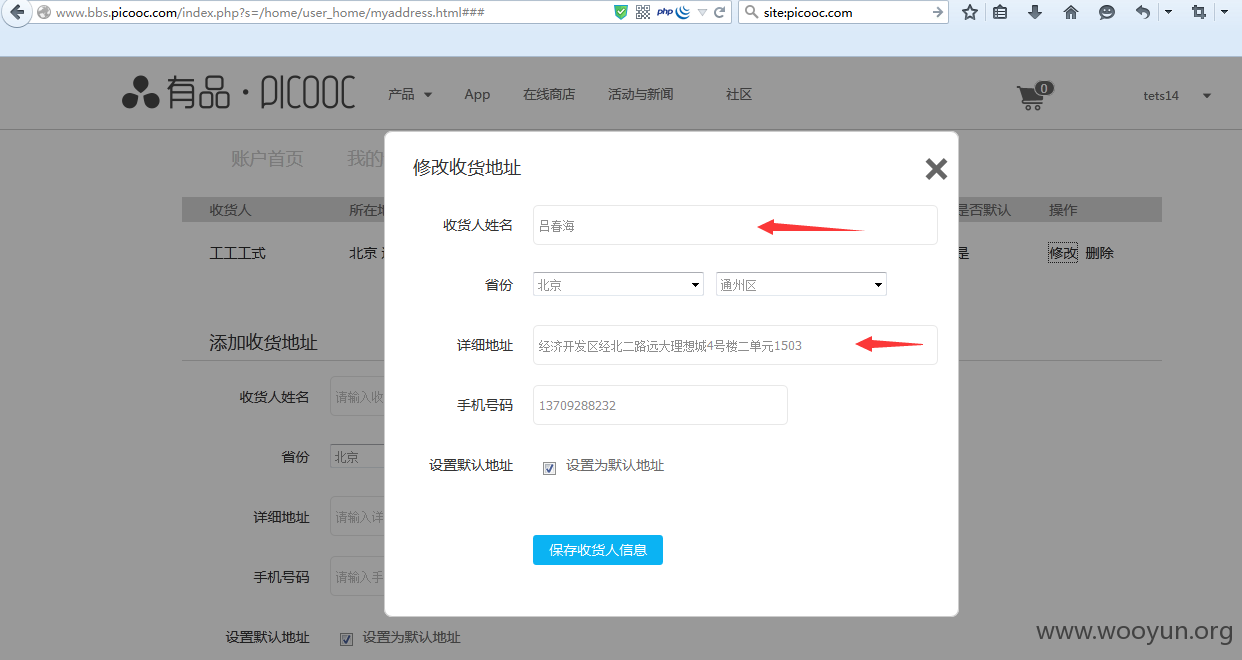 www.bbs.picooc.com/index.php?s=/home/user_home/myaddress.html###
php
site:picooc.com
有品·PICOOC
产品
App
在线商店
活动与新闻
社区
0
tets14
账户首页
我的
收货人
所在地
是否默认
操作
工工工式
北京
是
修改
删除
修改收货地址
收货人姓名
吕春海
省份
北京
通州区
详细地址
经济开发区经北二路远大理想城4号楼二单元1503
手机号码
13709288232
设置默认地址
设置为默认地址
保存收货人信息
添加收货地址
收货人姓名
请输入收
省份
北京
详细地址
请输入详
手机号码
请输入手
设置默认地址
设置为默认地址
www.wooyun.org